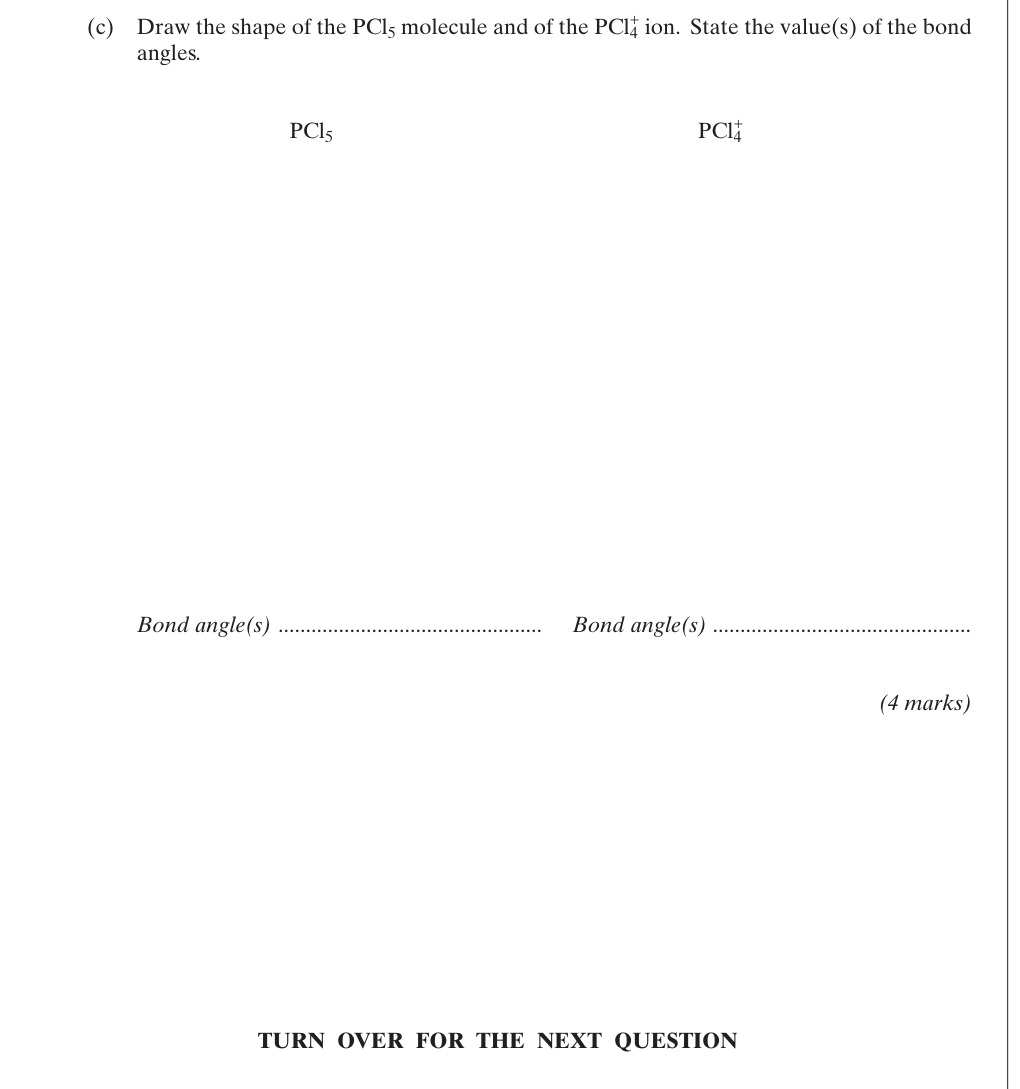 (c) Draw the shape of the PCl₅ molecule and of the PCl₄⁺ ion. State the value(s) of the bond
angles.
PCl₅ PCl₄⁺
Bond angle(s) ................................................ Bond angle(s) ...............................................
(4 marks)
TURN OVER FOR THE NEXT QUESTION